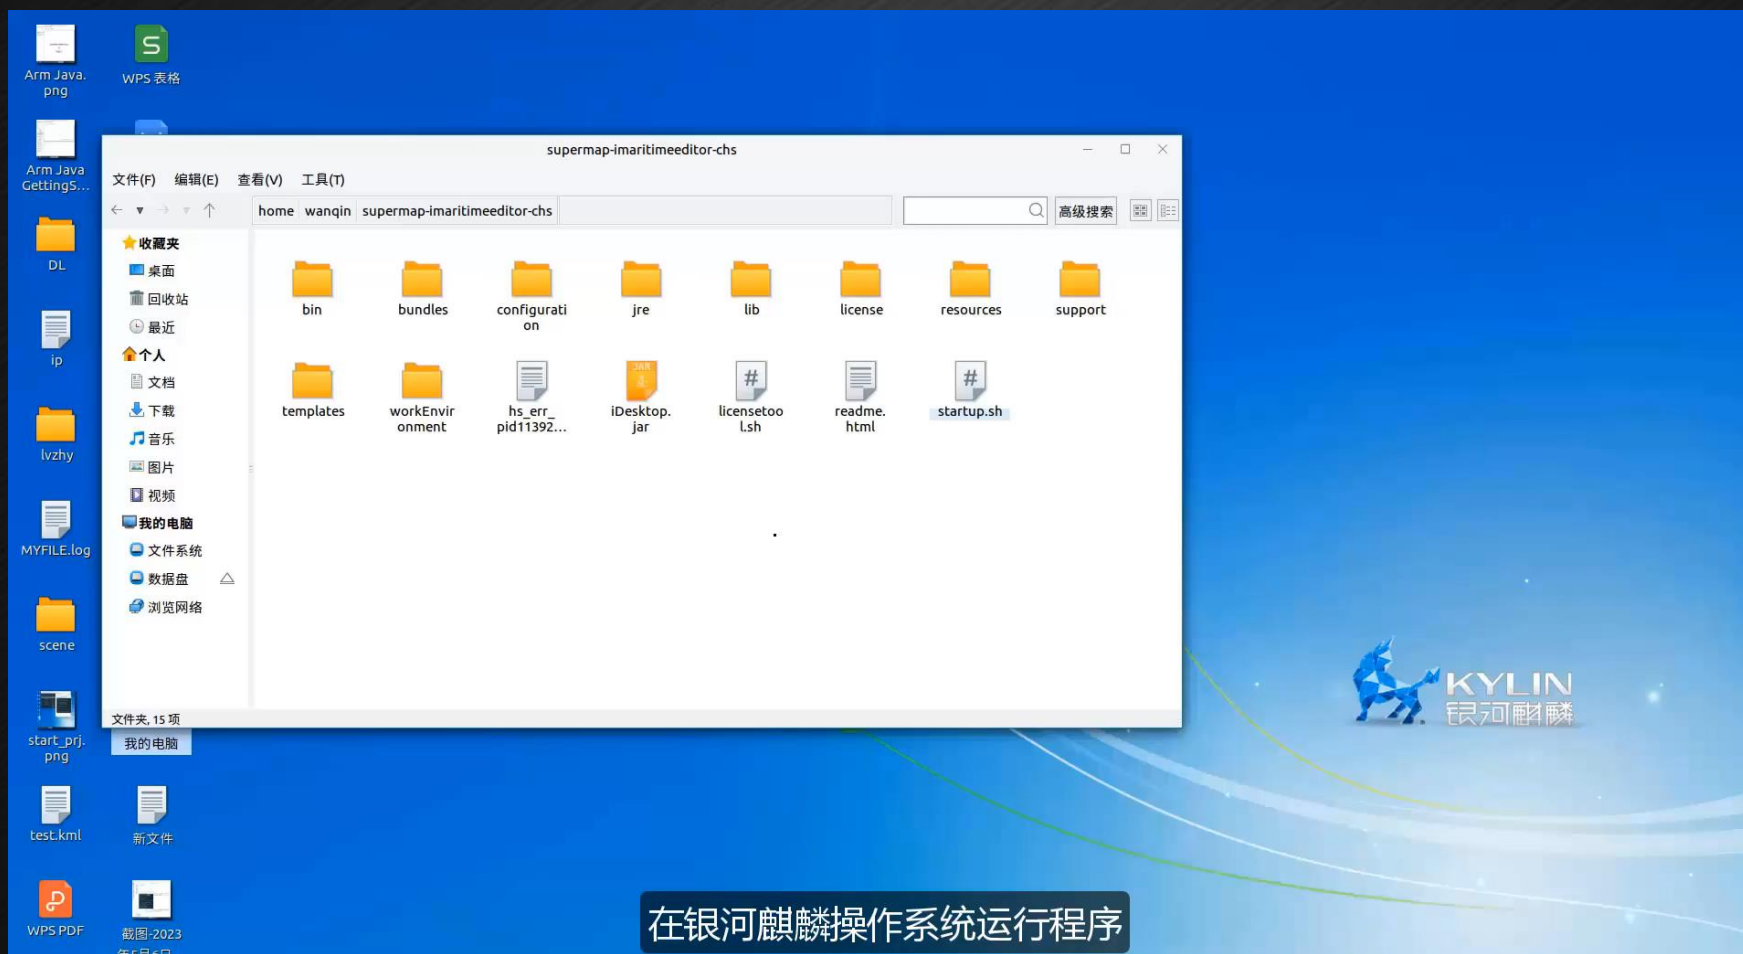 Arm Java.
png
WPS 表格
Arm Java
GettingS...
DL
ip
lvzhy
MYFILE.log
scene
start_prj.
png
test.kml
WPS PDF
supermap-imaritimeeditor-chs
文件(F) 编辑(E) 查看(V) 工具(T)
home wanqin supermap-imaritimeeditor-chs 高级搜索
收藏夹
桌面
回收站
最近
个人
文档
下载
音乐
图片
视频
我的电脑
文件系统
数据盘
浏览网络
bin bundles configurati
on jre lib license resources support
templates workEnvir
onment hs_err_
pid11392... JAR iDesktop.
jar # licensetoo
l.sh readme.
html # startup.sh
文件夹, 15 项
我的电脑
新文件
截图-2023
年5月6日
KYLIN
银河麒麟
在银河麒麟操作系统运行程序